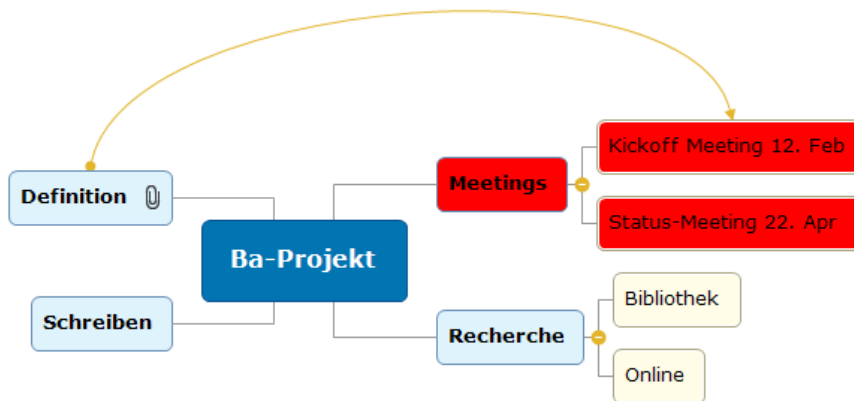 Kickoff Meeting 12. Feb
Meetings
Definition
Status-Meeting 22. Apr
Ba-Projekt
Bibliothek
Schreiben
Recherche
Online